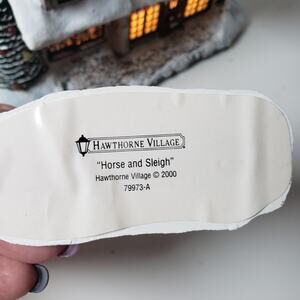 HAWTHORNE VILLAGE
"Horse and Sleigh"
Hawthorne Village © 2000
79973-A